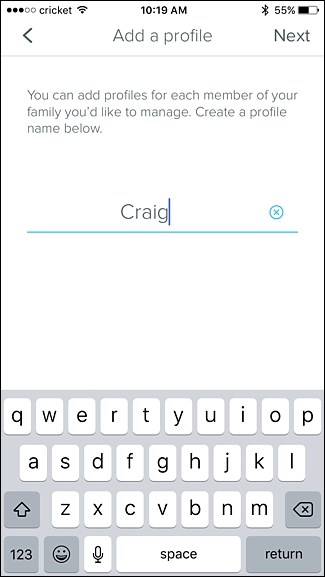 cricket 10:19 AM 55%
Add a profile Next
You can add profiles for each member of your
family you'd like to manage. Create a profile
name below.
Craig
q w e r t y u i o p
a s d f g h j k l
z x c v b n m
123 space return